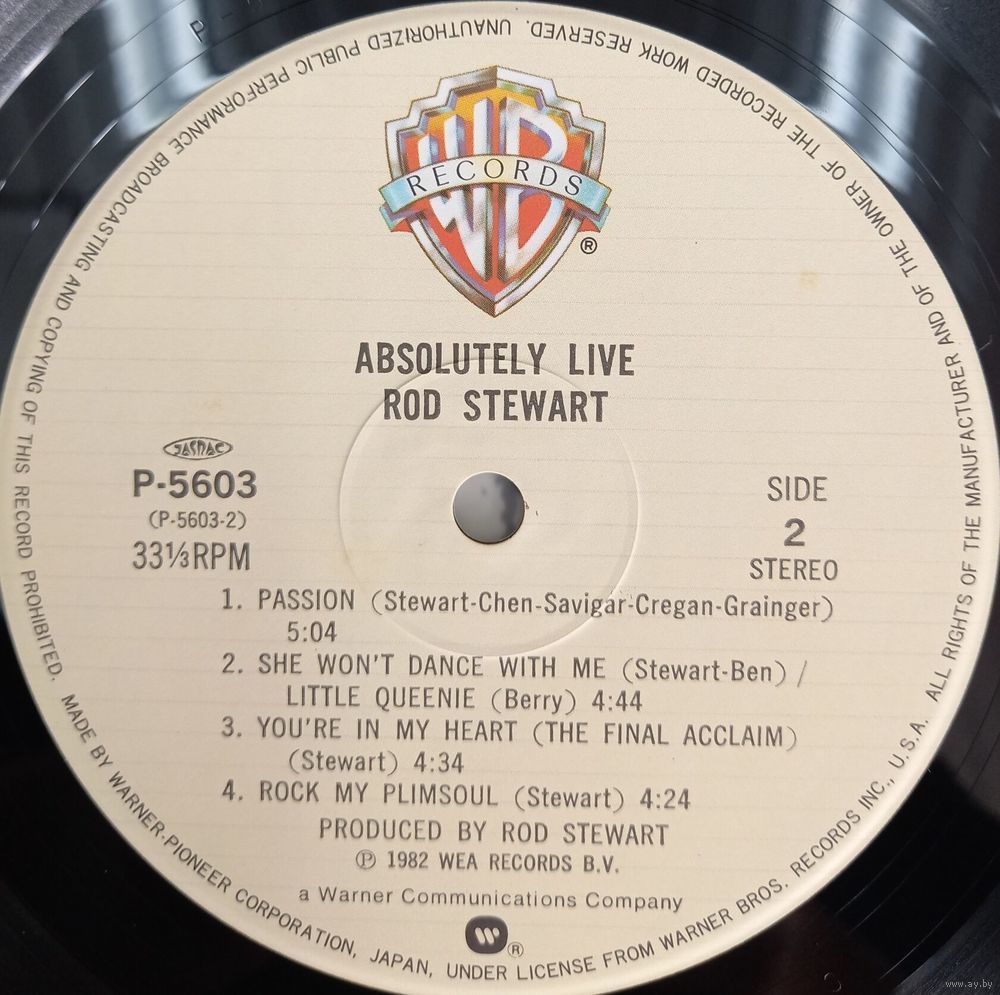 WB
RECORDS
®
ABSOLUTELY LIVE
ROD STEWART
JASRAC
P-5603
(P-5603-2)
33⅓RPM
SIDE
2
STEREO
1. PASSION (Stewart-Chen-Savigar-Cregan-Grainger)
5:04
2. SHE WON'T DANCE WITH ME (Stewart-Ben) /
LITTLE QUEENIE (Berry) 4:44
3. YOU'RE IN MY HEART (THE FINAL ACCLAIM)
(Stewart) 4:34
4. ROCK MY PLIMSOUL (Stewart) 4:24
PRODUCED BY ROD STEWART
℗ 1982 WEA RECORDS B.V.
a Warner Communications Company
®
MADE BY WARNER-PIONEER CORPORATION, JAPAN, UNDER LICENSE FROM WARNER BROS. RECORDS INC., U.S.A. ALL RIGHTS OF THE MANUFACTURER AND OF THE OWNER OF THE RECORDED WORK RESERVED. UNAUTHORIZED PUBLIC PERFORMANCE BROADCASTING AND COPYING OF THIS RECORD PROHIBITED.
www.ay.by